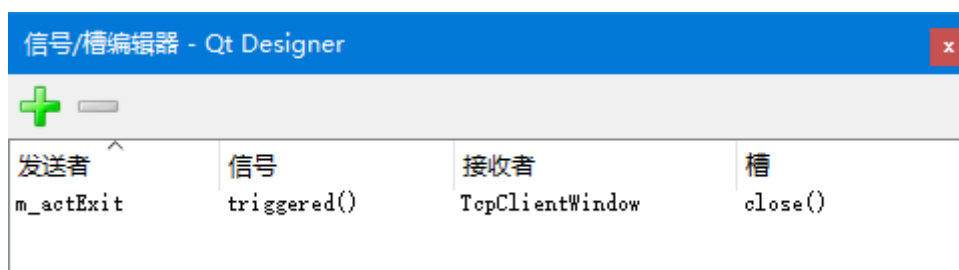 信号/槽编辑器 - Qt Designer
x
发送者 信号 接收者 槽
m_actExit triggered() TcpClientWindow close()